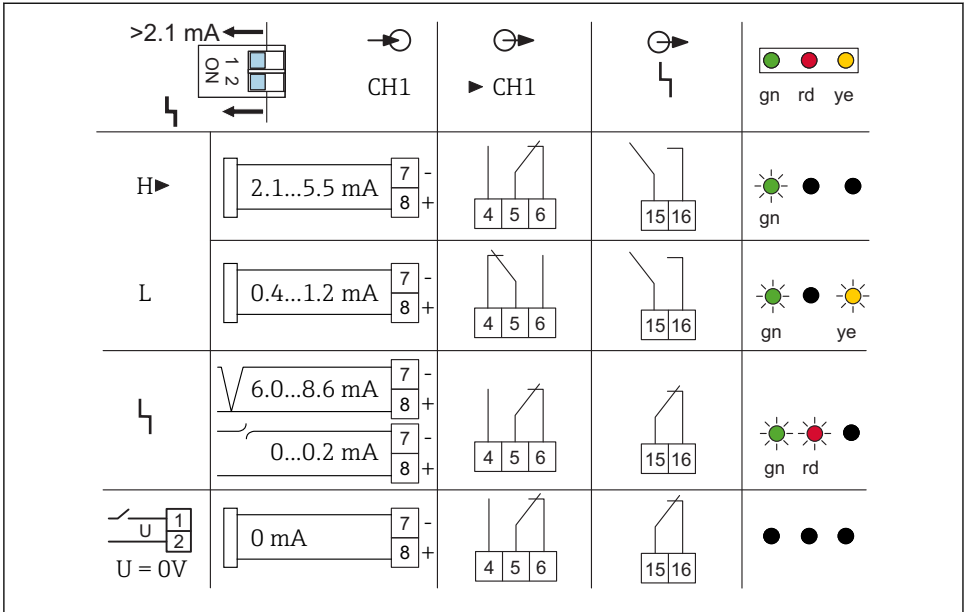 >2.1 mA
1 2
ON
CH1
► CH1
gn rd ye
H►
2.1...5.5 mA
7 -
8 +
4 5 6
15 16
gn
L
0.4...1.2 mA
7 -
8 +
4 5 6
15 16
gn ye
6.0...8.6 mA
7 -
8 +
0...0.2 mA
7 -
8 +
4 5 6
15 16
gn rd
U
1
2
U = 0V
0 mA
7 -
8 +
4 5 6
15 16